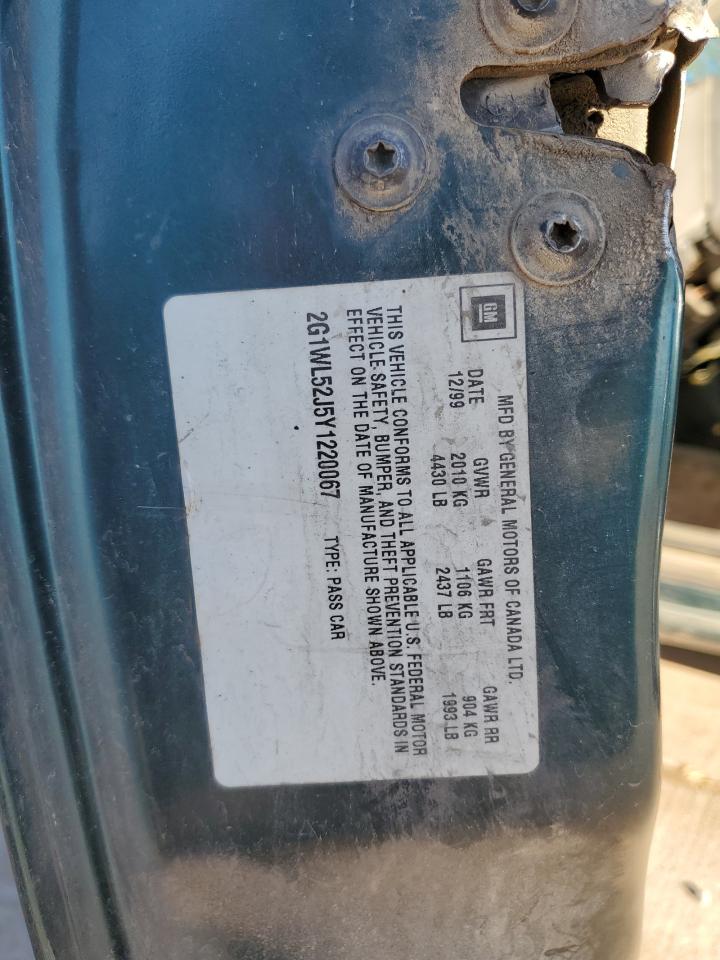 GM
MFD BY GENERAL MOTORS OF CANADA LTD.
DATE GVWR GAWR FRT GAWR RR
12/99 2010 KG 1106 KG 904 KG
4430 LB 2437 LB 1993 LB
THIS VEHICLE CONFORMS TO ALL APPLICABLE U.S. FEDERAL MOTOR
VEHICLE SAFETY, BUMPER, AND THEFT PREVENTION STANDARDS IN
EFFECT ON THE DATE OF MANUFACTURE SHOWN ABOVE.
2G1WL52J5Y1220067 TYPE: PASS CAR